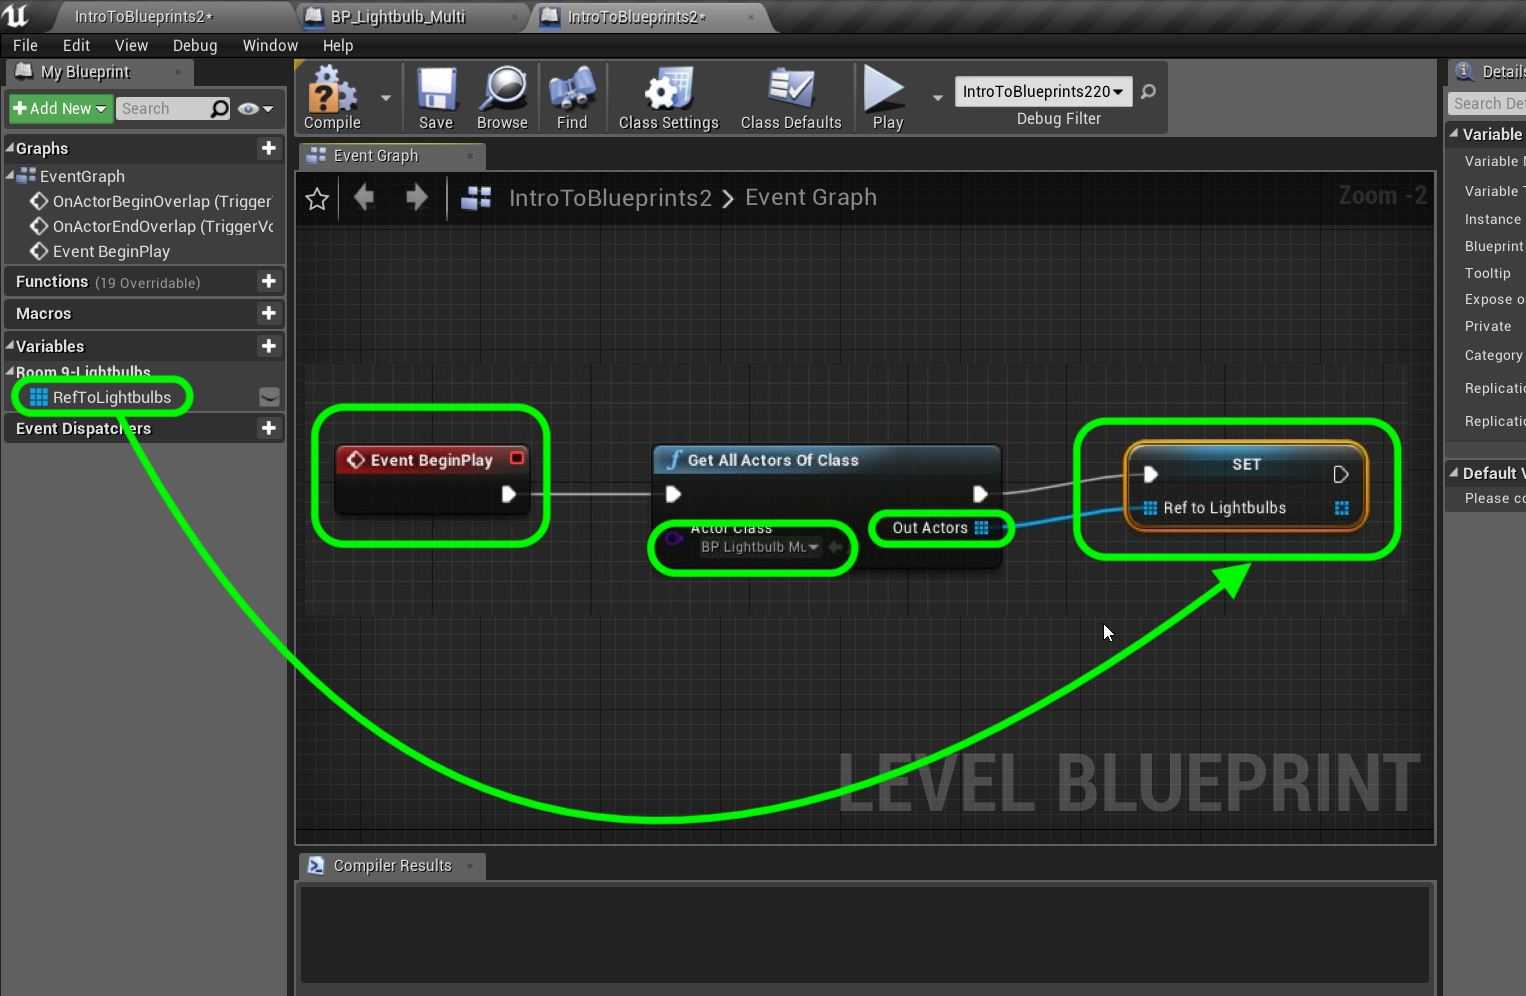 IntroToBlueprints2*
BP_Lightbulb_Multi
IntroToBlueprints2*
File Edit View Debug Window Help
My Blueprint
Add New
Search
Graphs
EventGraph
OnActorBeginOverlap (Trigger
OnActorEndOverlap (TriggerVo
Event BeginPlay
Functions (19 Overridable)
Macros
Variables
Room 9-Lightbulbs
RefToLightbulbs
Event Dispatchers
Compile
Save
Browse
Find
Class Settings
Class Defaults
Play
IntroToBlueprints220
Debug Filter
Event Graph
IntroToBlueprints2 > Event Graph
Zoom -2
Event BeginPlay
Get All Actors Of Class
Actor Class
BP Lightbulb Mu
Out Actors
SET
Ref to Lightbulbs
LEVEL BLUEPRINT
Compiler Results
Details
Search Det
Variable
Variable N
Variable T
Instance
Blueprint
Tooltip
Expose o
Private
Category
Replicatio
Replicatio
Default V
Please co